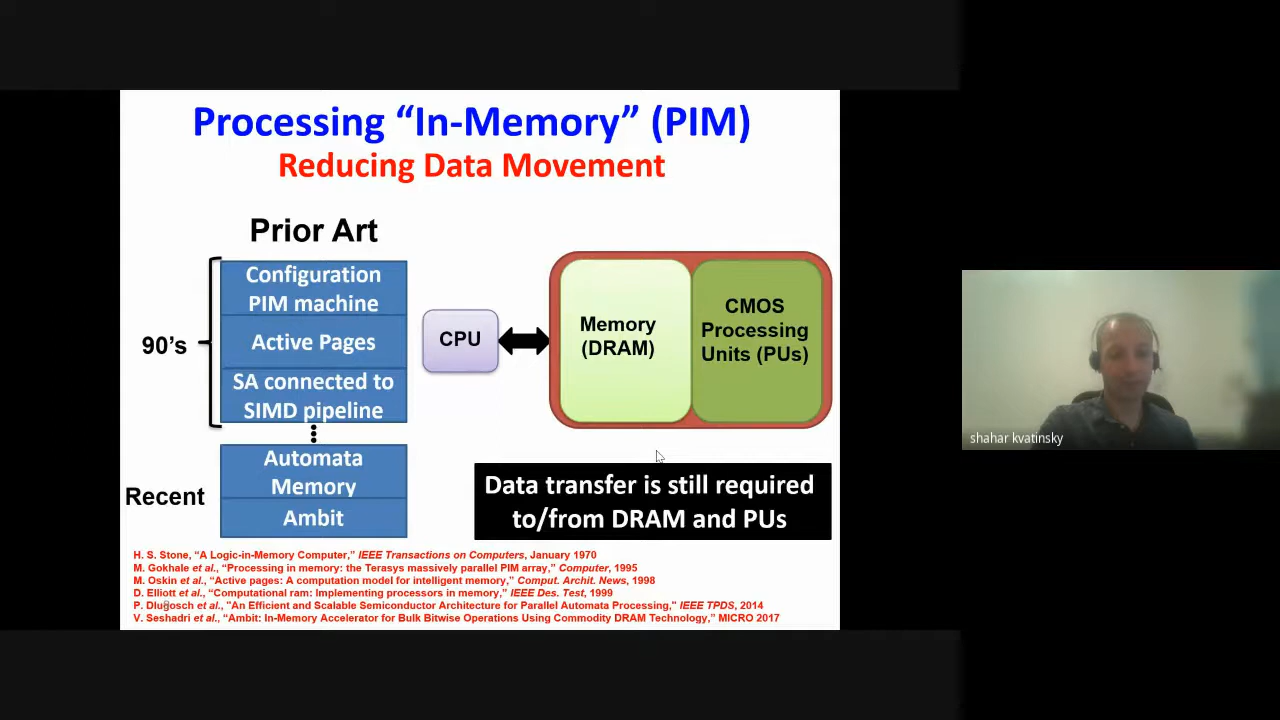 Processing “In-Memory” (PIM)
Reducing Data Movement
Prior Art
90’s
Configuration
PIM machine
Active Pages
SA connected to
SIMD pipeline
Recent
Automata
Memory
Ambit
CPU
Memory
(DRAM)
CMOS
Processing
Units (PUs)
Data transfer is still required
to/from DRAM and PUs
H. S. Stone, “A Logic-in-Memory Computer,” IEEE Transactions on Computers, January 1970
M. Gokhale et al., “Processing in memory: the Terasys massively parallel PIM array,” Computer, 1995
M. Oskin et al., “Active pages: A computation model for intelligent memory,” Comput. Archit. News, 1998
D. Elliott et al., “Computational ram: Implementing processors in memory,” IEEE Des. Test, 1999
P. Dlugosch et al., "An Efficient and Scalable Semiconductor Architecture for Parallel Automata Processing," IEEE TPDS, 2014
V. Seshadri et al., “Ambit: In-Memory Accelerator for Bulk Bitwise Operations Using Commodity DRAM Technology,” MICRO 2017
shahar kvatinsky